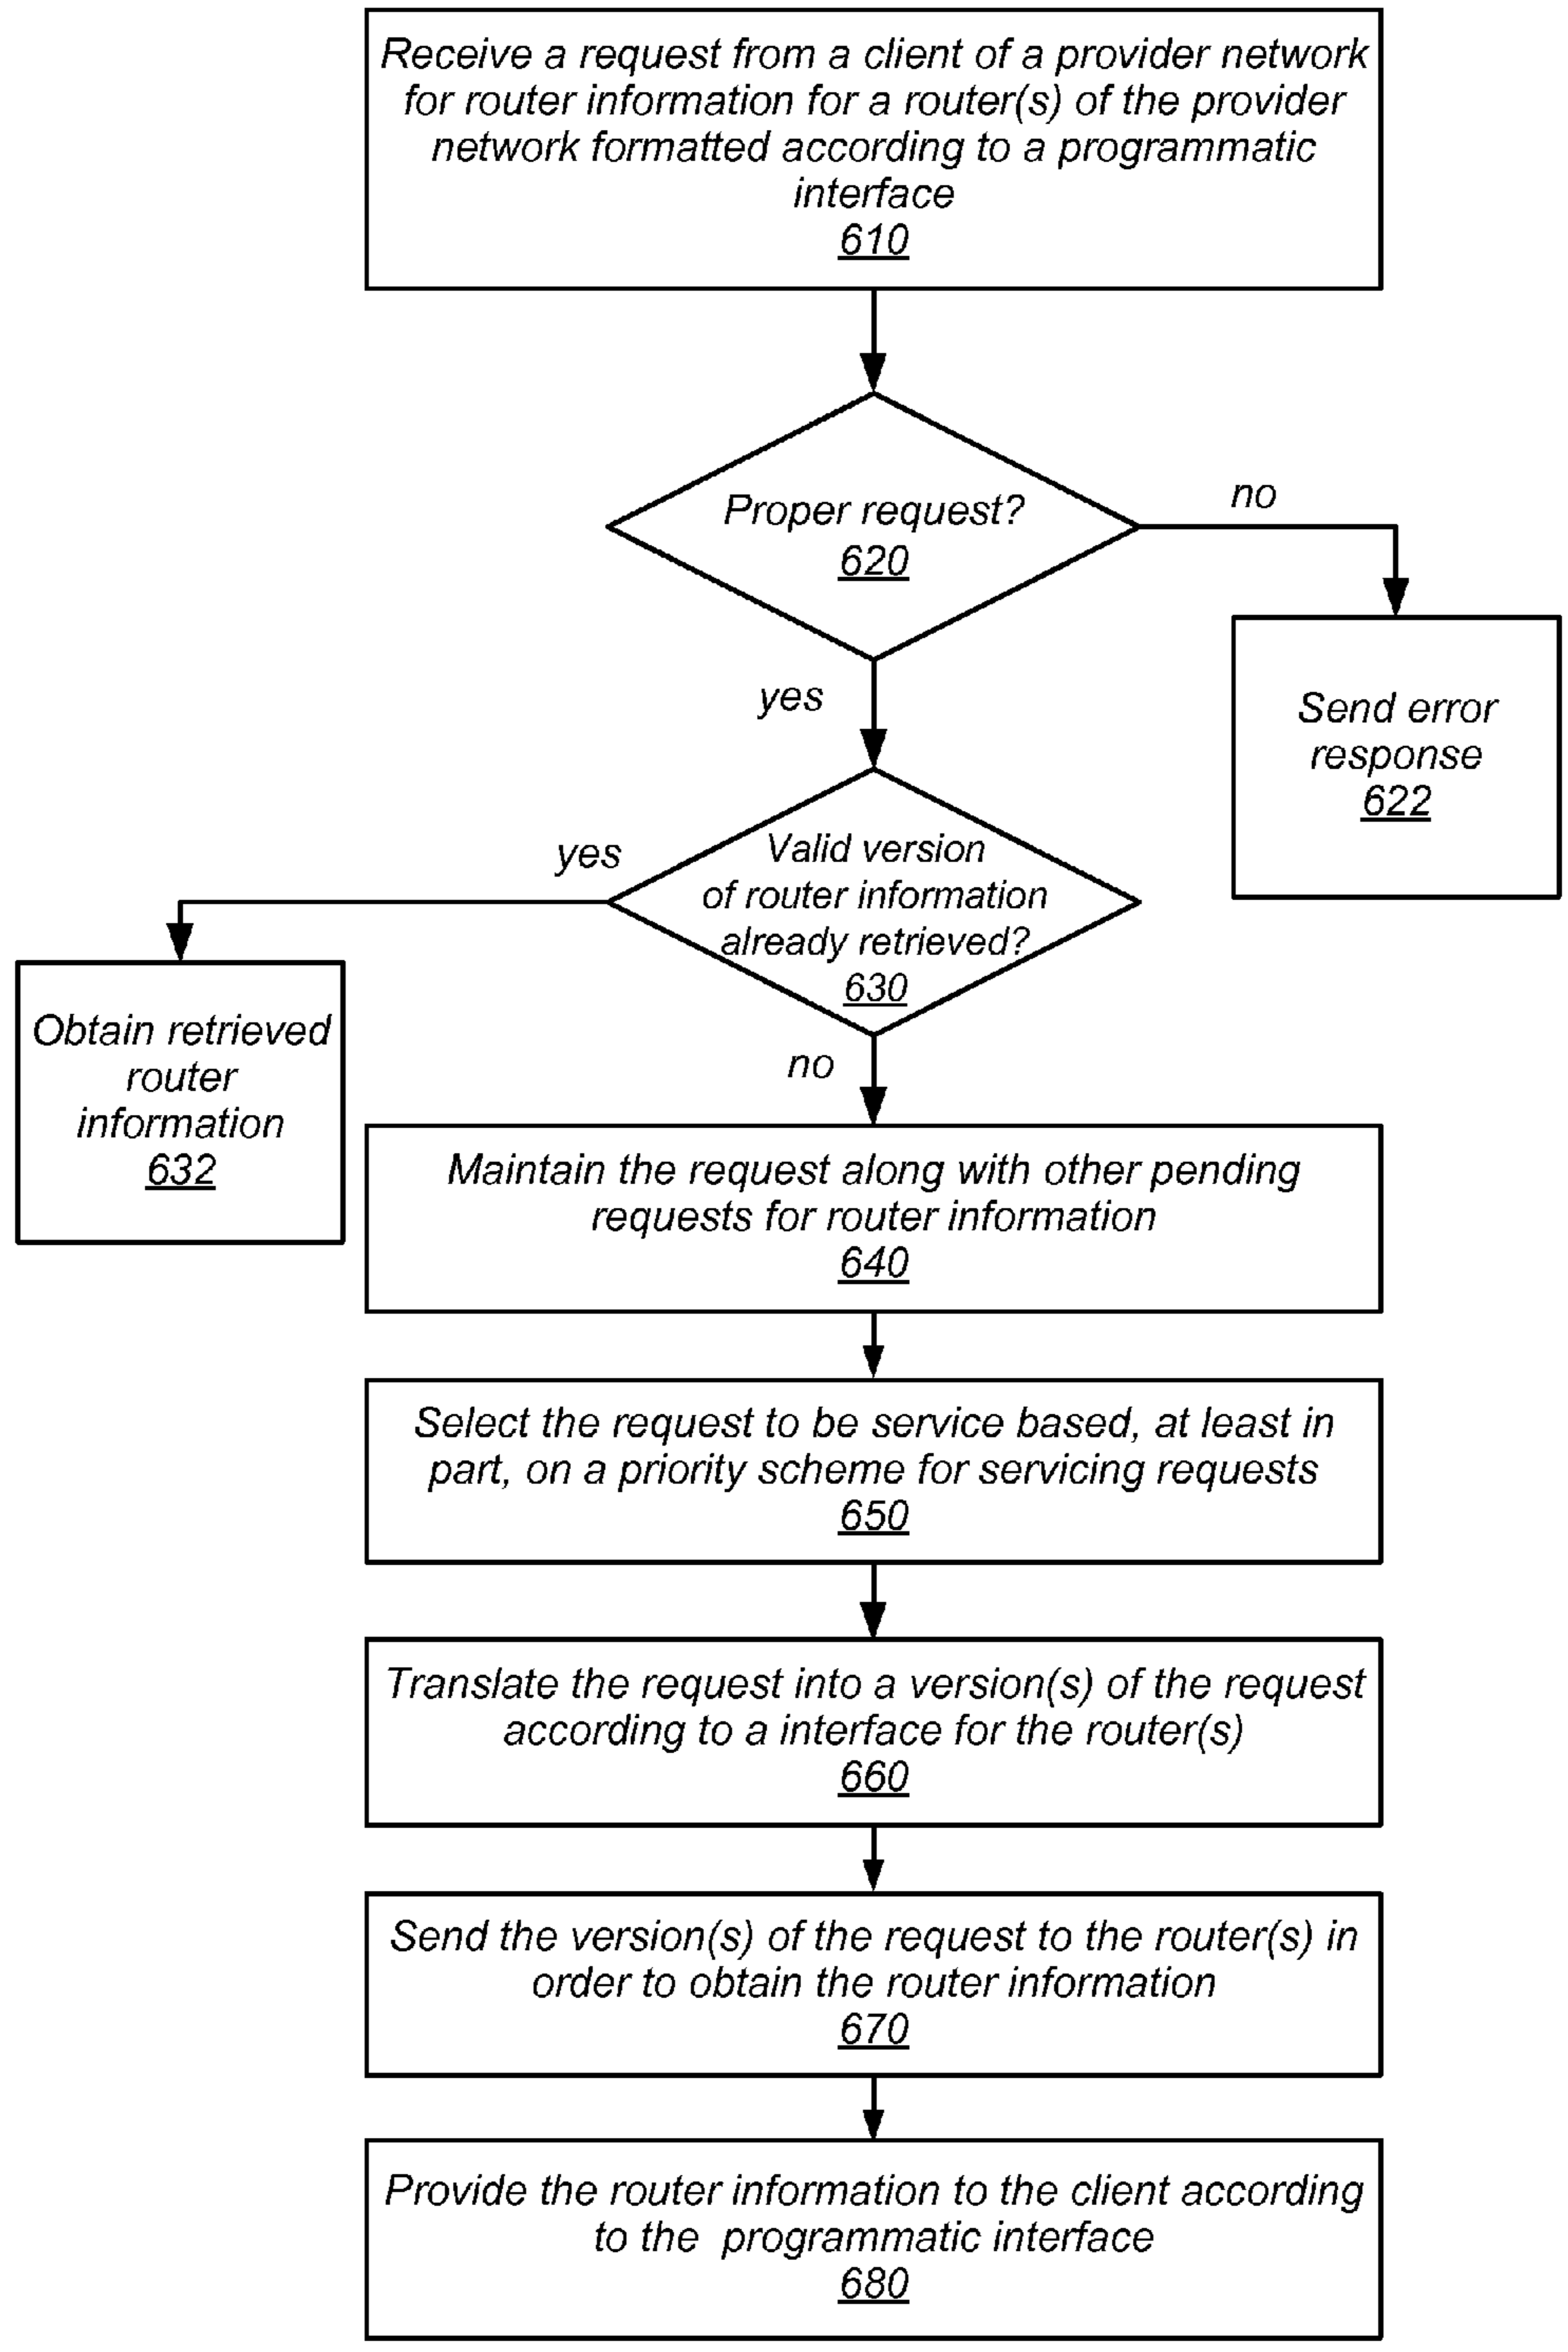 Receive a request from a client of a provider network
for router information for a router(s) of the provider
network formatted according to a programmatic
interface
610
Proper request?
620
no
yes
Send error
response
622
Valid version
of router information
already retrieved?
630
yes
no
Obtain retrieved
router
information
632
Maintain the request along with other pending
requests for router information
640
Select the request to be service based, at least in
part, on a priority scheme for servicing requests
650
Translate the request into a version(s) of the request
according to a interface for the router(s)
660
Send the version(s) of the request to the router(s) in
order to obtain the router information
670
Provide the router information to the client according
to the programmatic interface
680